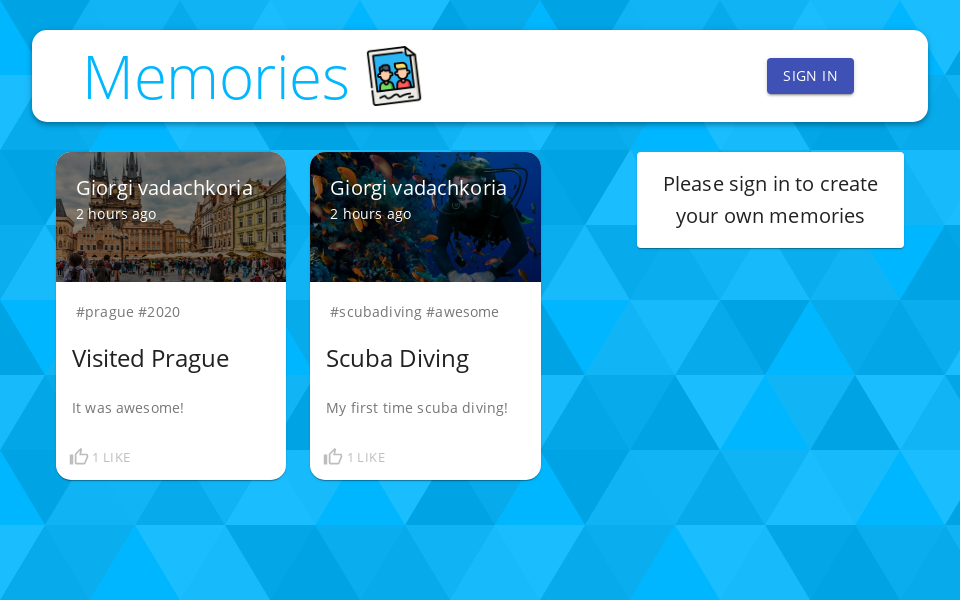 Memories
SIGN IN
Giorgi vadachkoria
2 hours ago
#prague #2020
Visited Prague
It was awesome!
1 LIKE
Giorgi vadachkoria
2 hours ago
#scubadiving #awesome
Scuba Diving
My first time scuba diving!
1 LIKE
Please sign in to create
your own memories